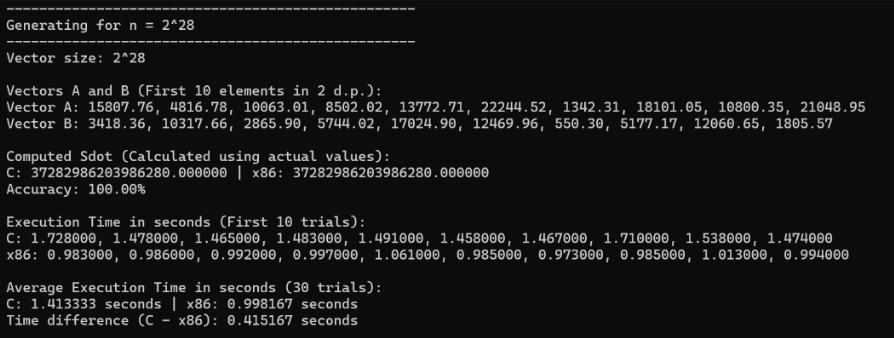 --------------------------------------------------
Generating for n = 2^28
--------------------------------------------------
Vector size: 2^28
Vectors A and B (First 10 elements in 2 d.p.):
Vector A: 15807.76, 4816.78, 10063.01, 8502.02, 13772.71, 22244.52, 1342.31, 18101.05, 10800.35, 21048.95
Vector B: 3418.36, 10317.66, 2865.90, 5744.02, 17024.90, 12469.96, 550.30, 5177.17, 12060.65, 1805.57
Computed Sdot (Calculated using actual values):
C: 37282986203986280.000000 | x86: 37282986203986280.000000
Accuracy: 100.00%
Execution Time in seconds (First 10 trials):
C: 1.728000, 1.478000, 1.465000, 1.483000, 1.491000, 1.458000, 1.467000, 1.710000, 1.538000, 1.474000
x86: 0.983000, 0.986000, 0.992000, 0.997000, 1.061000, 0.985000, 0.973000, 0.985000, 1.013000, 0.994000
Average Execution Time in seconds (30 trials):
C: 1.413333 seconds | x86: 0.998167 seconds
Time difference (C - x86): 0.415167 seconds